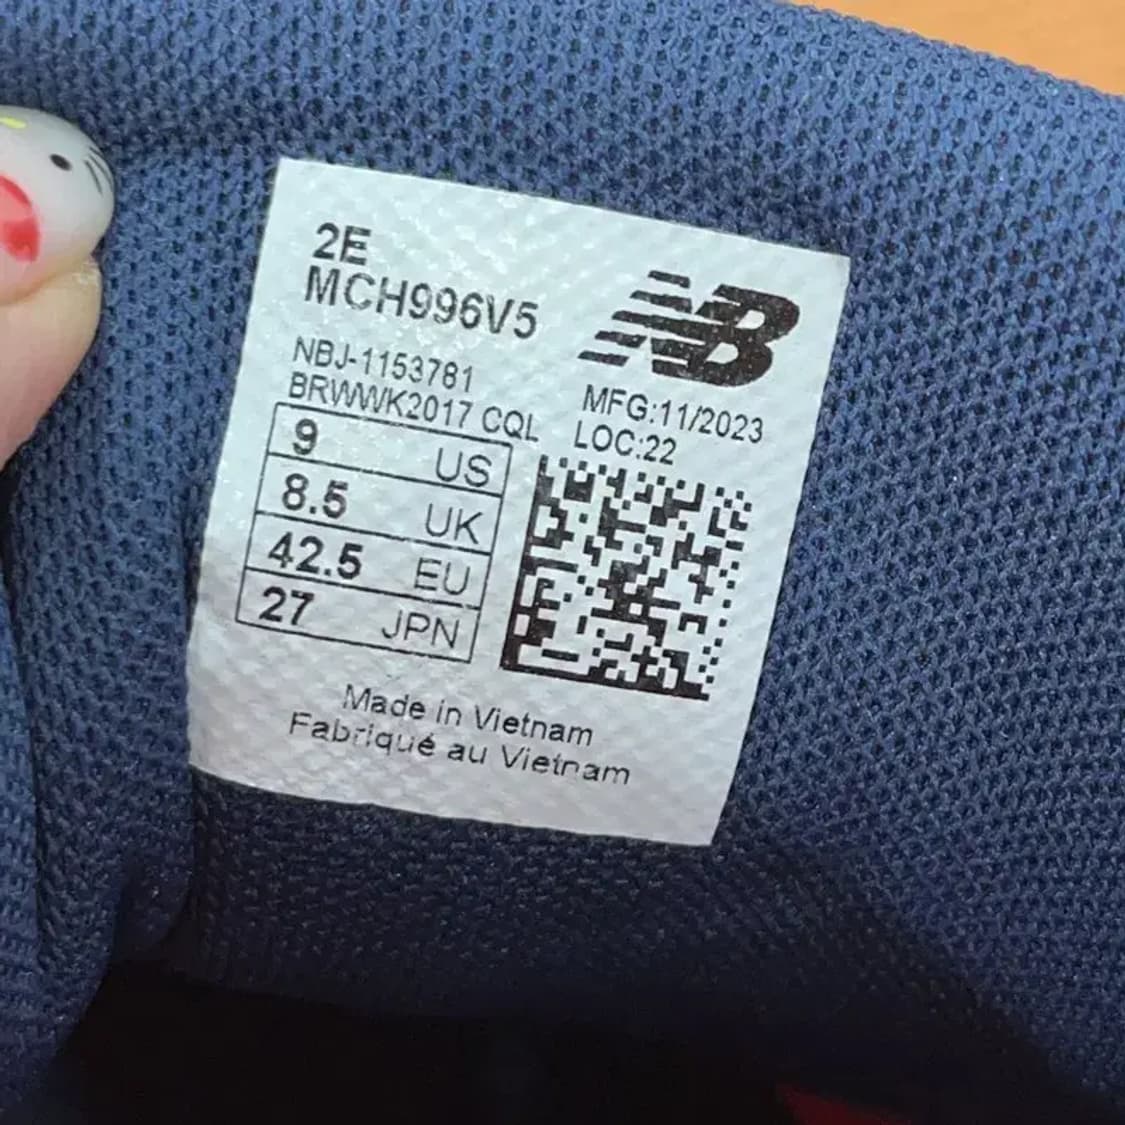 2E
MCH996V5
NB
NBJ-1153781
BRWWK2017 CQL
MFG:11/2023
LOC:22
9 US
8.5 UK
42.5 EU
27 JPN
Made in Vietnam
Fabriqué au Vietnam